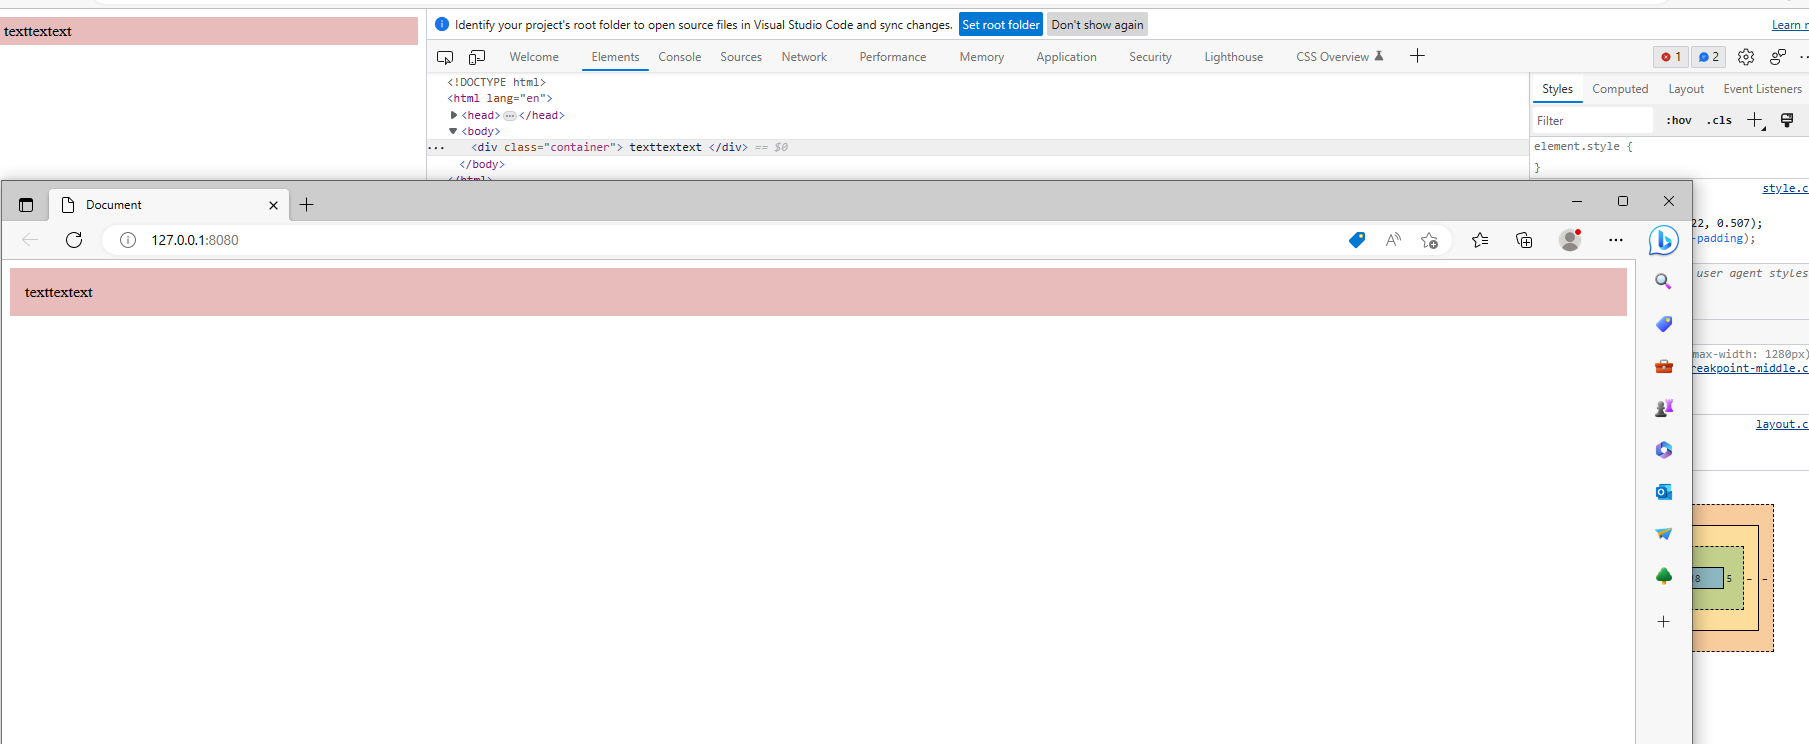 texttextext
Identify your project's root folder to open source files in Visual Studio Code and sync changes. Set root folder Don't show again Learn
Welcome Elements Console Sources Network Performance Memory Application Security Lighthouse CSS Overview 1 2
<!DOCTYPE html>
<html lang="en">
<head> </head>
<body>
<div class="container"> texttextext </div> == $0
</body>
</html>
Styles Computed Layout Event Listeners
Filter :hov .cls
element.style {
}
style.c
22, 0.507);
-padding);
user agent styles
max-width: 1280px)
reakpoint-middle.c
layout.c
8 5 - -
Document
127.0.0.1:8080
texttextext